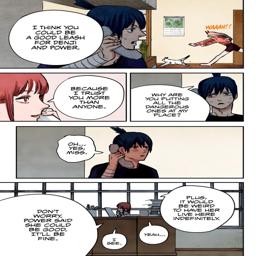 I THINK YOU
COULD BE
A GOOD LEASH
FOR DENJI
AND POWER.
WAAAH!!
BECAUSE
I TRUST
YOU MORE
THAN
ANYONE.
WHY ARE
YOU PUTTING
ALL THE
DANGEROUS
ONES AT MY
PLACE?
OH...
YES,
MISS.
DON'T
WORRY.
POWER SAID
SHE COULD
BE GOOD,
IT'LL BE
FINE.
I
SEE.
YEAH...
PLUS,
IT WOULD
BE WEIRD
TO HAVE HER
LIVE HERE
INDEFINITELY.